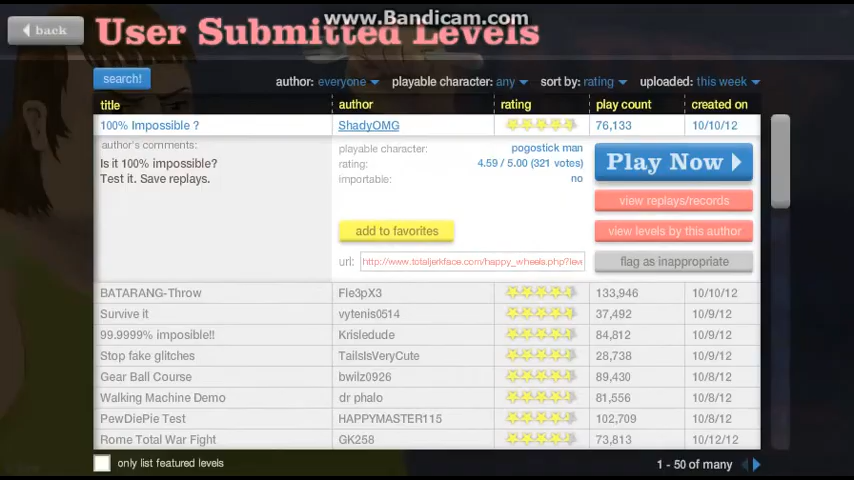 www.Bandicam.com
back
User Submitted Levels
search!
author: everyone playable character: any sort by: rating uploaded: this week
title author rating play count created on
100% Impossible ? ShadyOMG 76,133 10/10/12
author's comments:
Is it 100% impossible?
Test it. Save replays.
playable character: pogostick man
rating: 4.59 / 5.00 (321 votes)
importable: no
Play Now
view replays/records
add to favorites
view levels by this author
url: http://www.totaljerkface.com/happy_wheels.php?lev
flag as inappropriate
BATARANG-Throw Fle3pX3 133,946 10/10/12
Survive it vytenis0514 37,492 10/9/12
99.9999% imposible!! Krisledude 84,812 10/9/12
Stop fake glitches TailsIsVeryCute 28,738 10/9/12
Gear Ball Course bwilz0926 89,430 10/8/12
Walking Machine Demo dr phalo 81,556 10/8/12
PewDiePie Test HAPPYMASTER115 102,709 10/8/12
Rome Total War Fight GK258 73,813 10/12/12
only list featured levels
1 - 50 of many